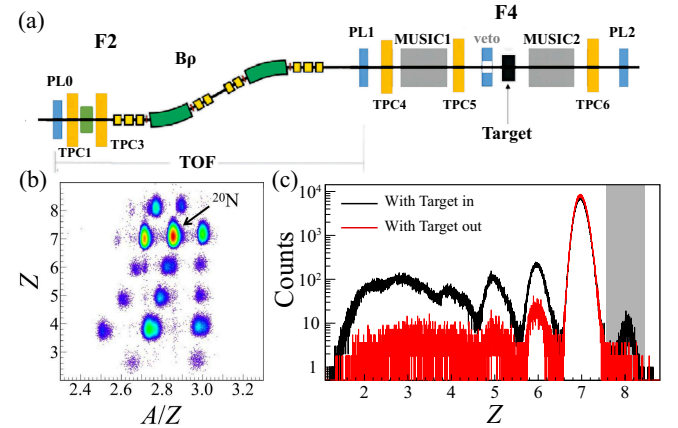 (a)
F2
Bρ
F4
PL0
PL1
MUSIC1
veto
MUSIC2
PL2
TPC1
TPC3
TPC4
TPC5
TPC6
Target
TOF
(b)
20N
8
7
6
5
4
3
Z
2.4 2.6 2.8 3.0 3.2
A/Z
(c)
With Target in
With Target out
10^4
10^3
10^2
10
1
Counts
2 3 4 5 6 7 8
Z